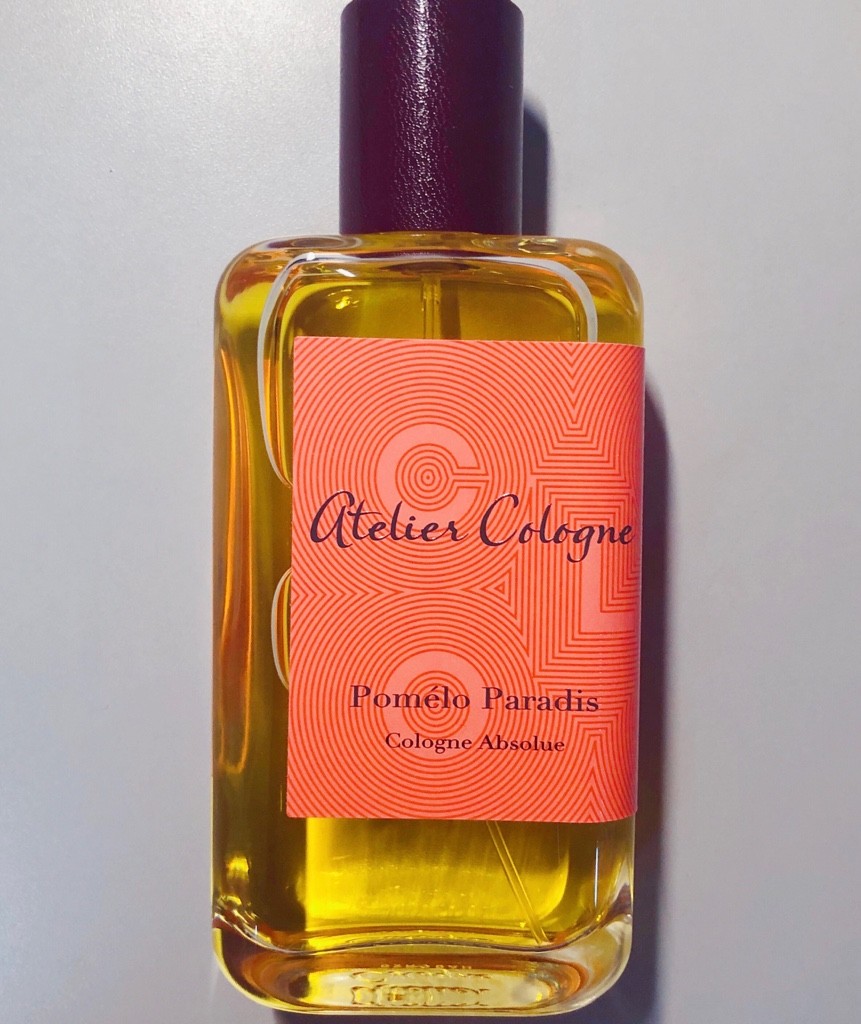 Atelier Cologne
Pomélo Paradis
Cologne Absolue